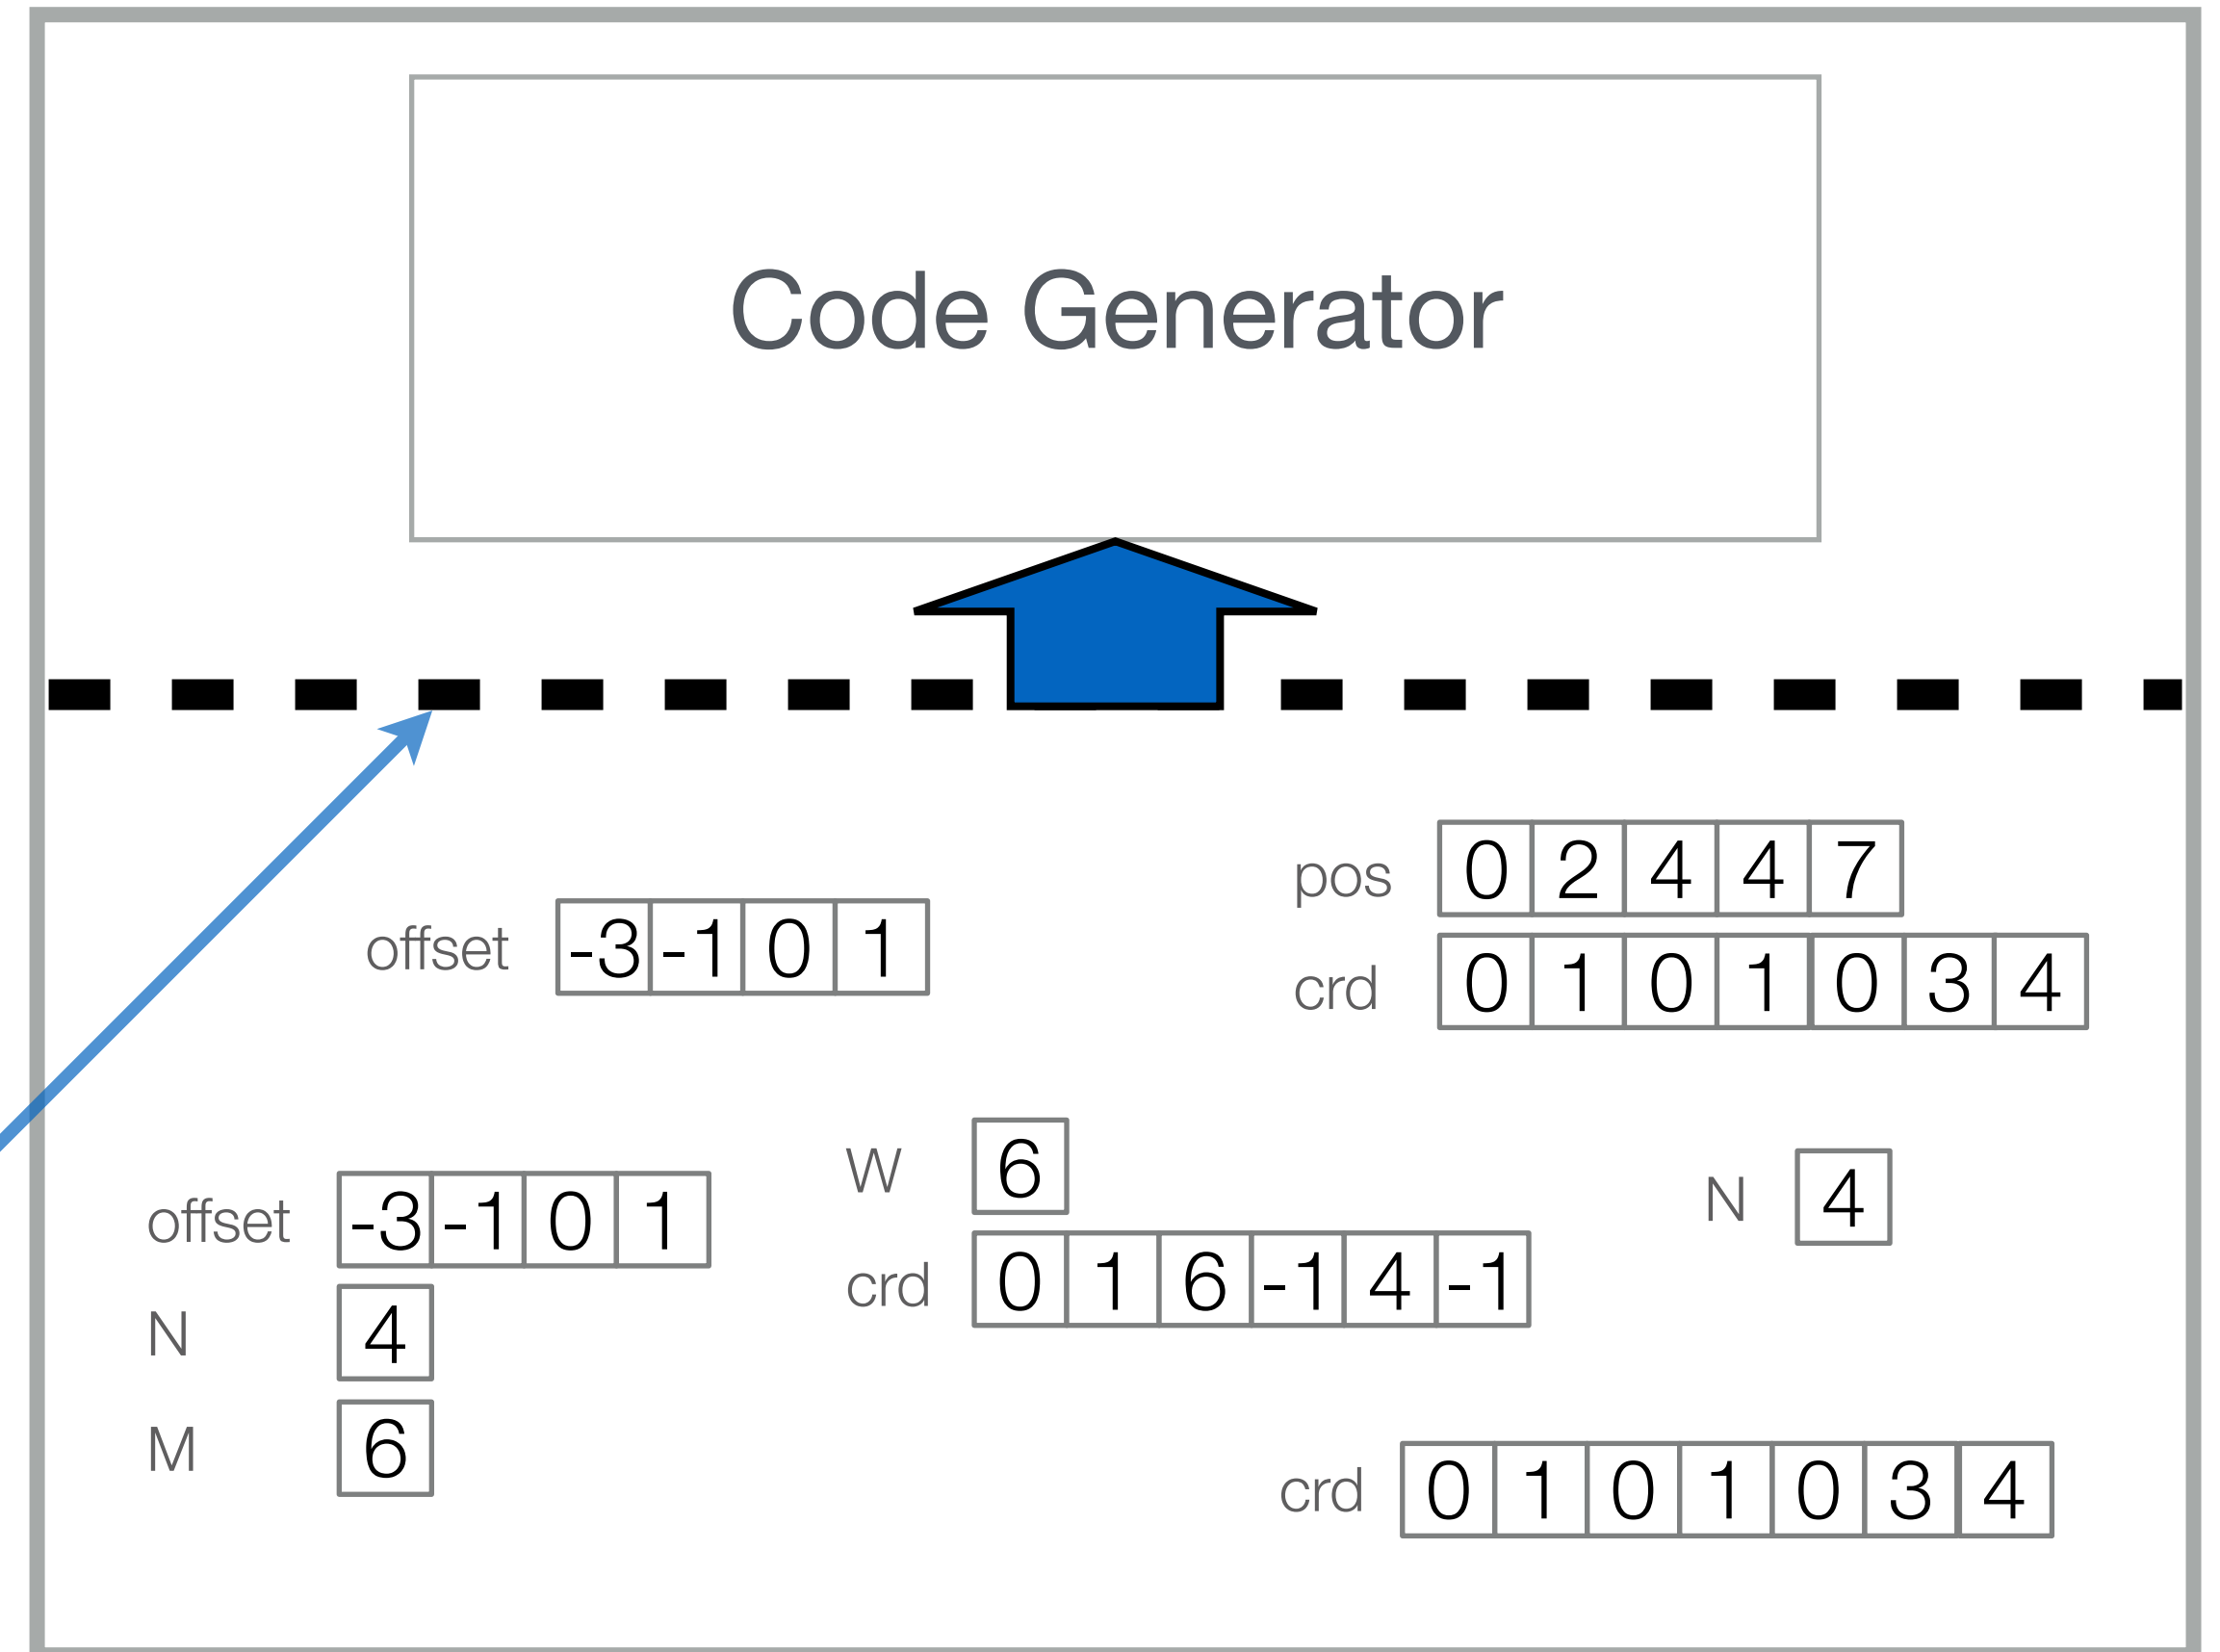 Code Generator
pos 0 2 4 4 7
offset -3 -1 0 1
crd 0 1 0 1 0 3 4
W 6
N 4
offset -3 -1 0 1
crd 0 1 6 -1 4 -1
N 4
M 6
crd 0 1 0 1 0 3 4